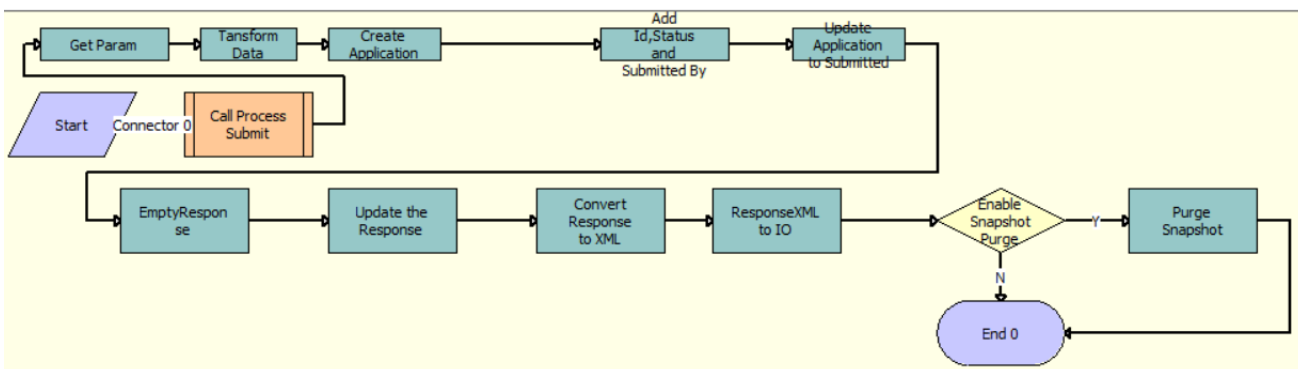 Get Param
Tansform
Data
Create
Application
Add
Id,Status
and
Submitted By
Update
Application
to Submitted
Start
Connector 0
Call Process
Submit
EmptyRespon
se
Update the
Response
Convert
Response
to XML
ResponseXML
to IO
Enable
Snapshot
Purge
Y
Purge
Snapshot
N
End 0